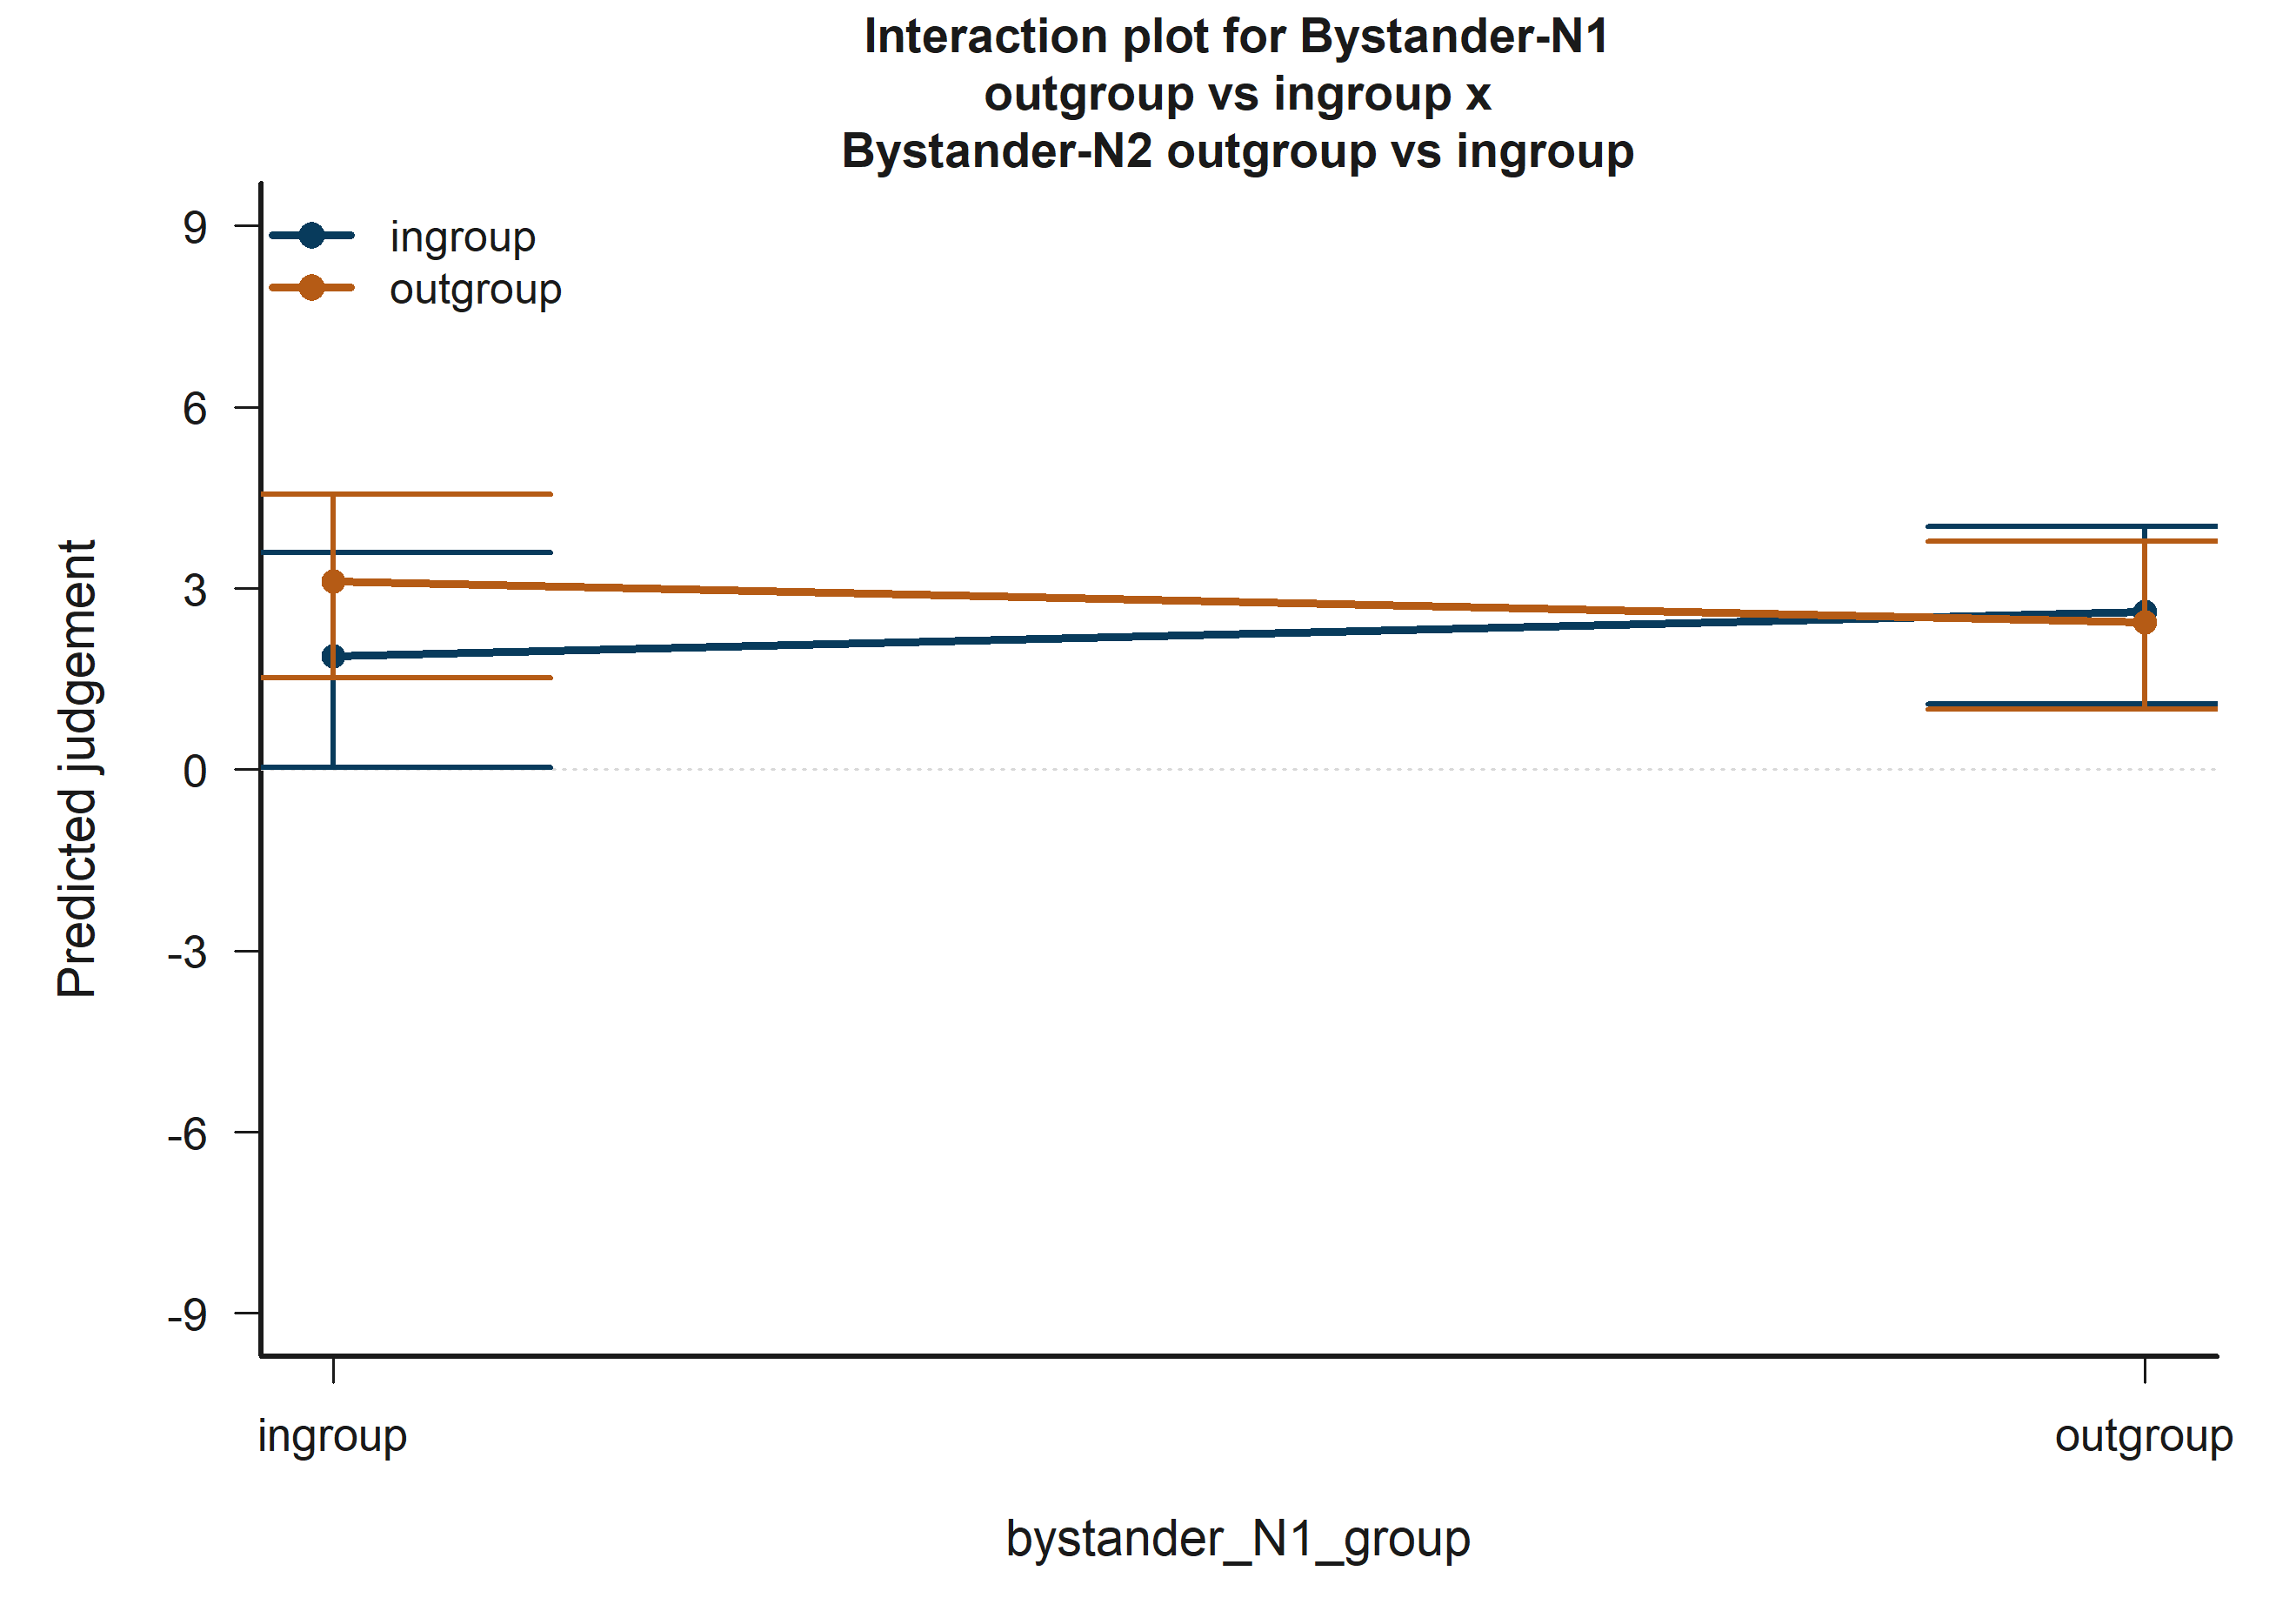 Interaction plot for Bystander-N1
outgroup vs ingroup x
Bystander-N2 outgroup vs ingroup
9
6
3
0
-3
-6
-9
Predicted judgement
ingroup
outgroup
ingroup
outgroup
bystander_N1_group